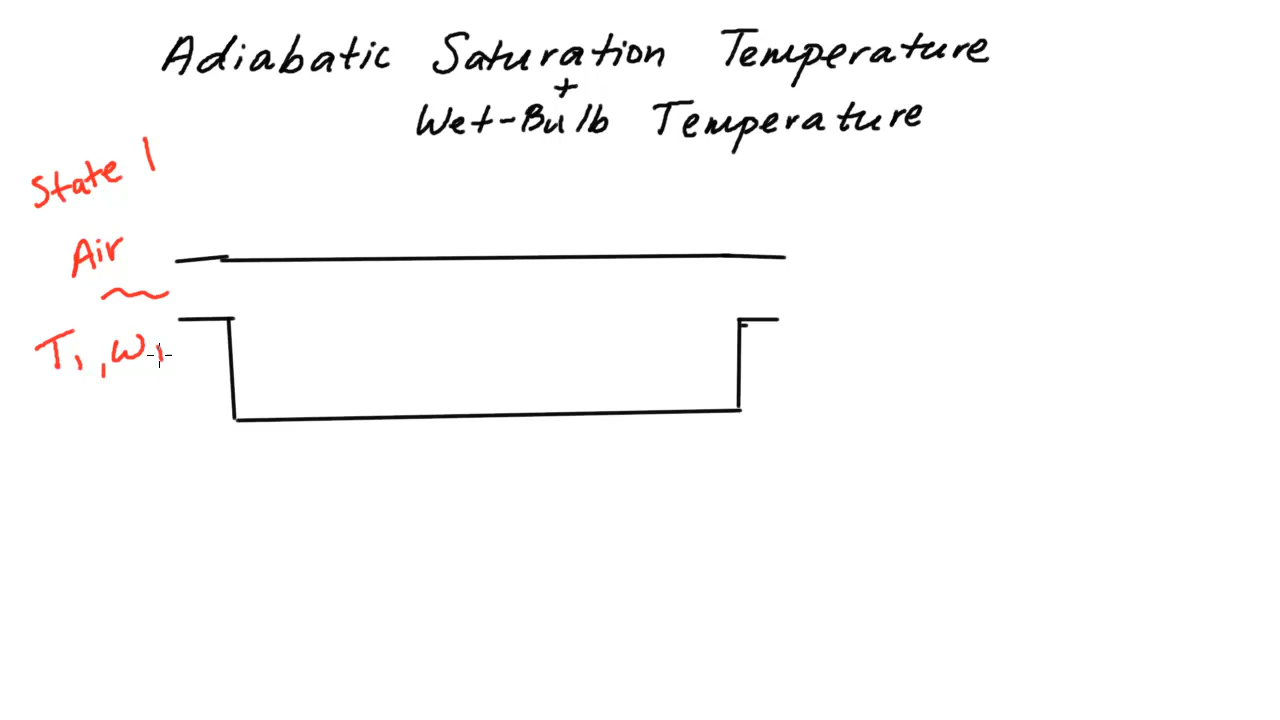 Adiabatic Saturation Temperature
+
Wet-Bulb Temperature
State 1
Air
T1, ω1